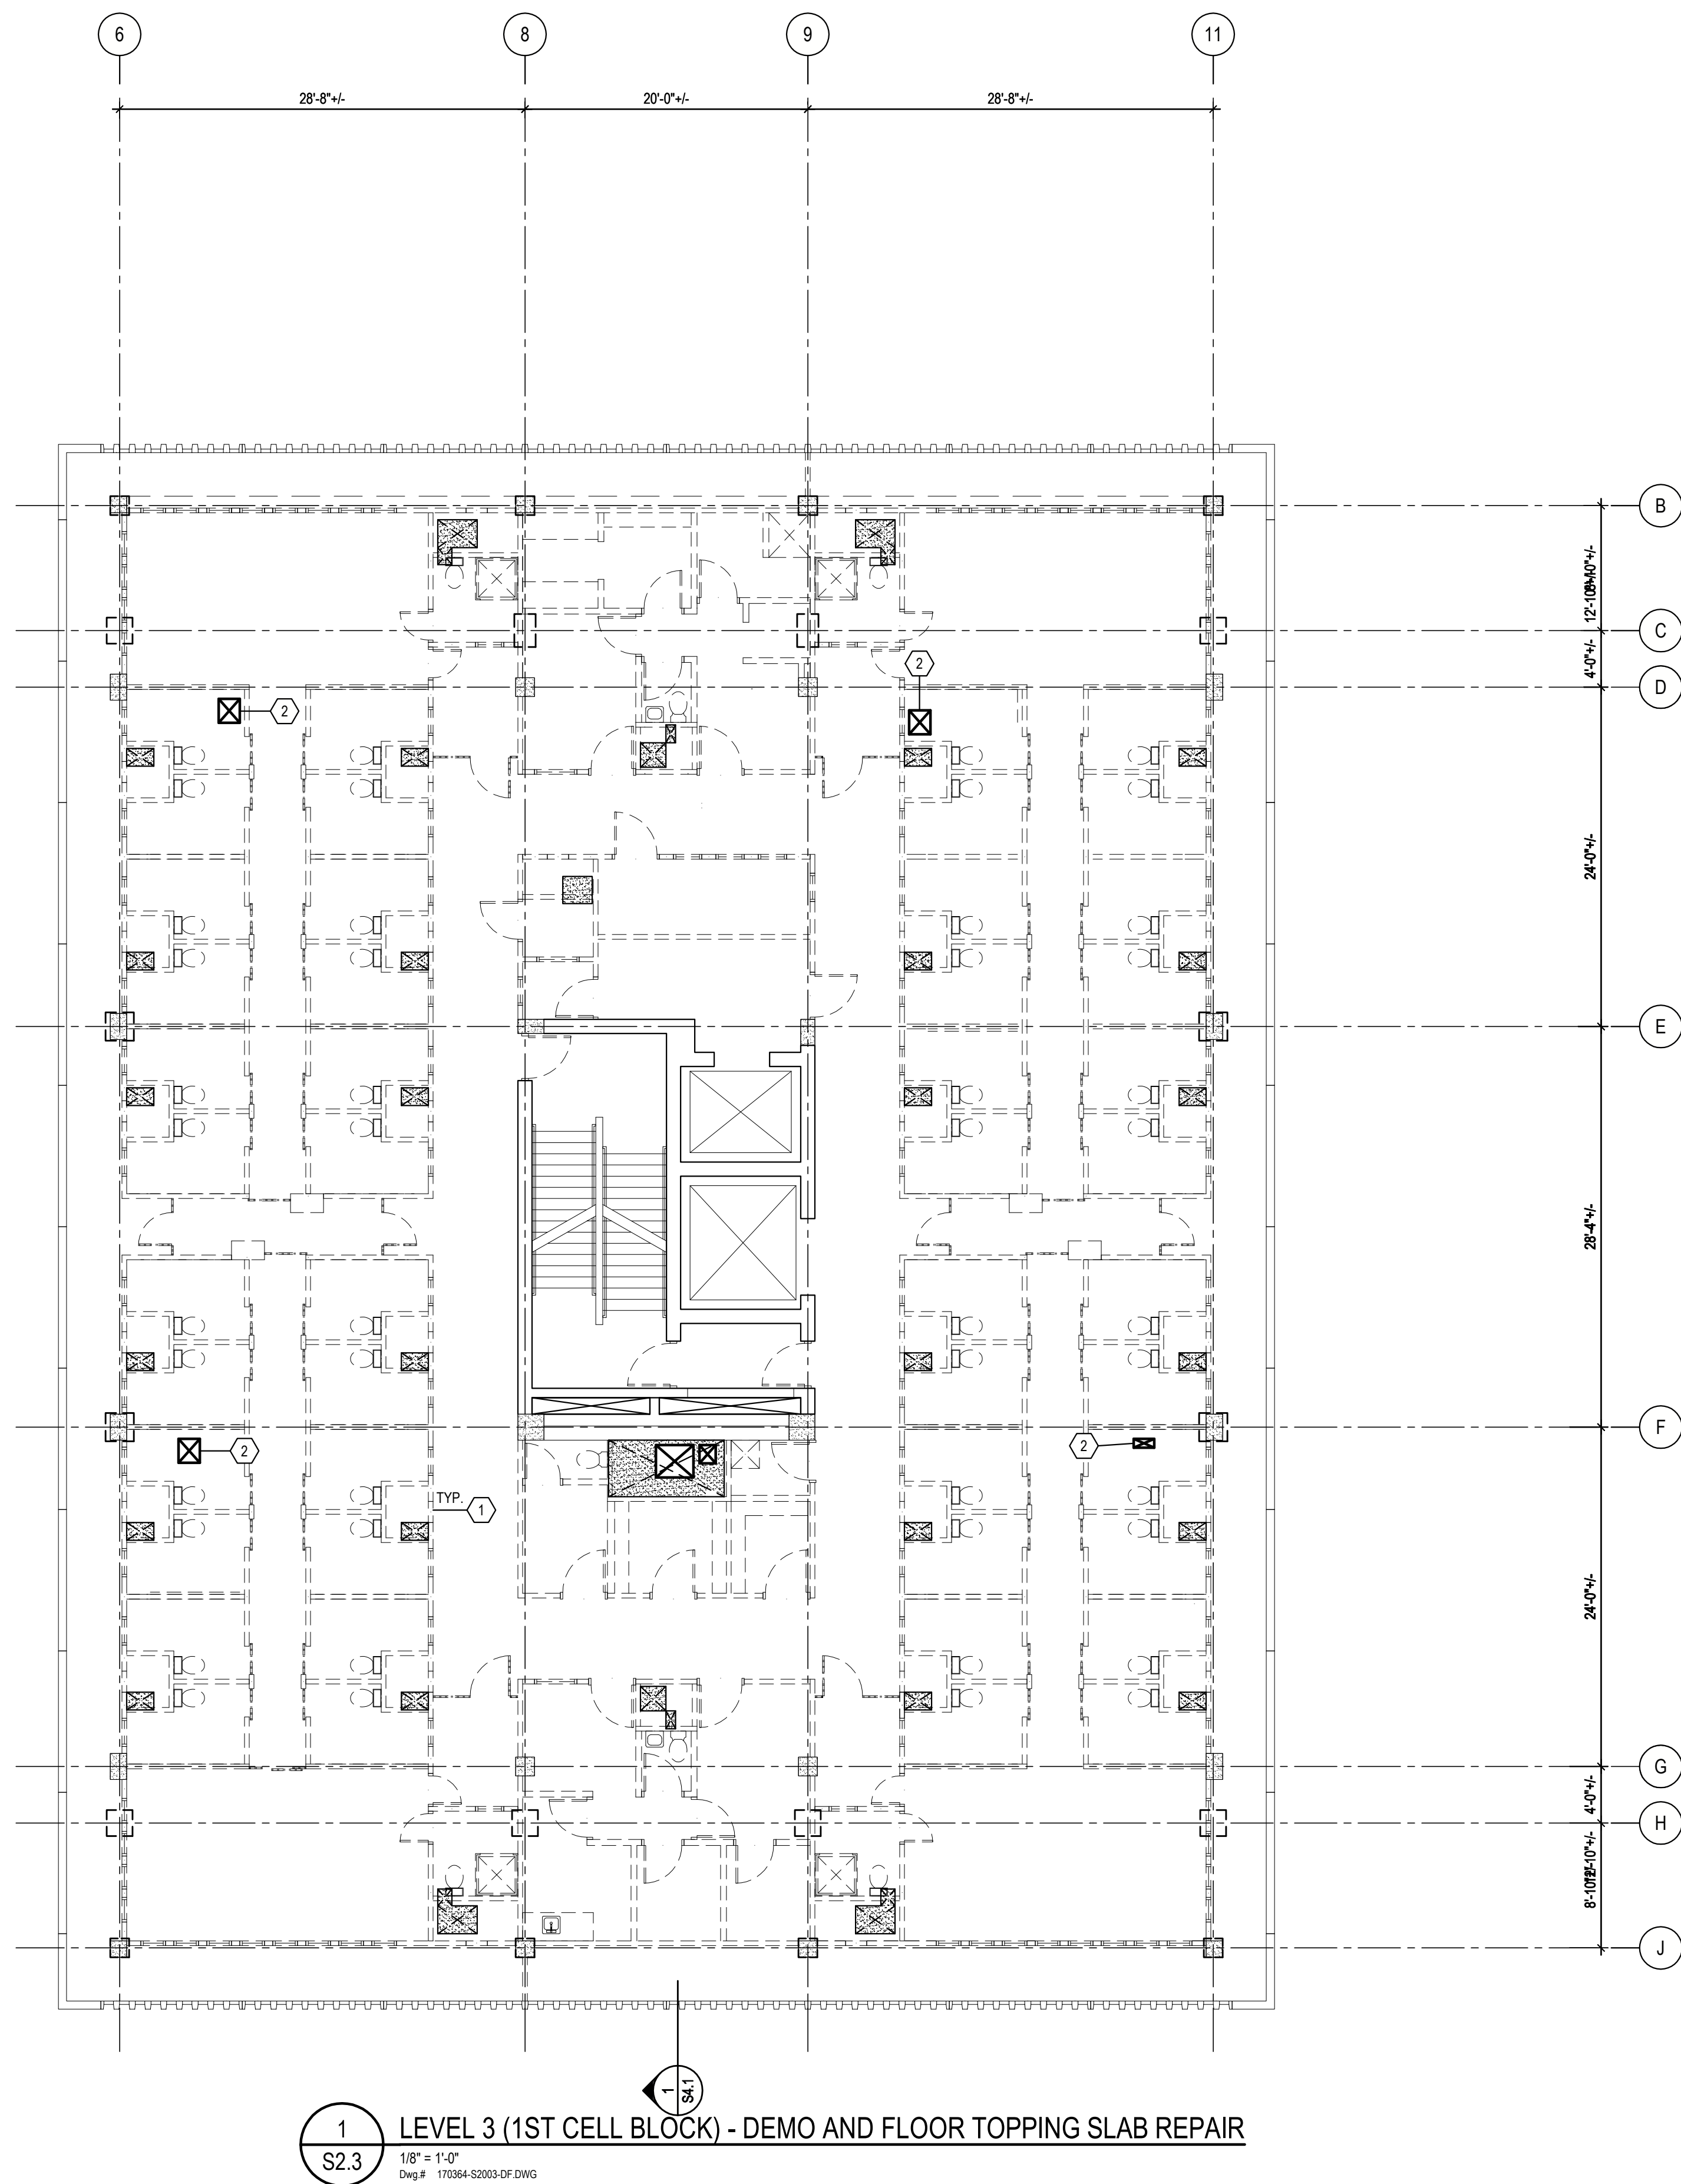 6
8
9
11
28'-8"+/-
20'-0"+/-
28'-8"+/-
B
C
4'-0"+/-
D
2
2
24'-0"+/-
E
28'-4"+/-
F
2
2
TYP.
1
24'-0"+/-
G
4'-0"+/-
H
J
1
S4.1
1
S2.3
LEVEL 3 (1ST CELL BLOCK) - DEMO AND FLOOR TOPPING SLAB REPAIR
1/8" = 1'-0"
Dwg.# 170364-S2003-DF.DWG